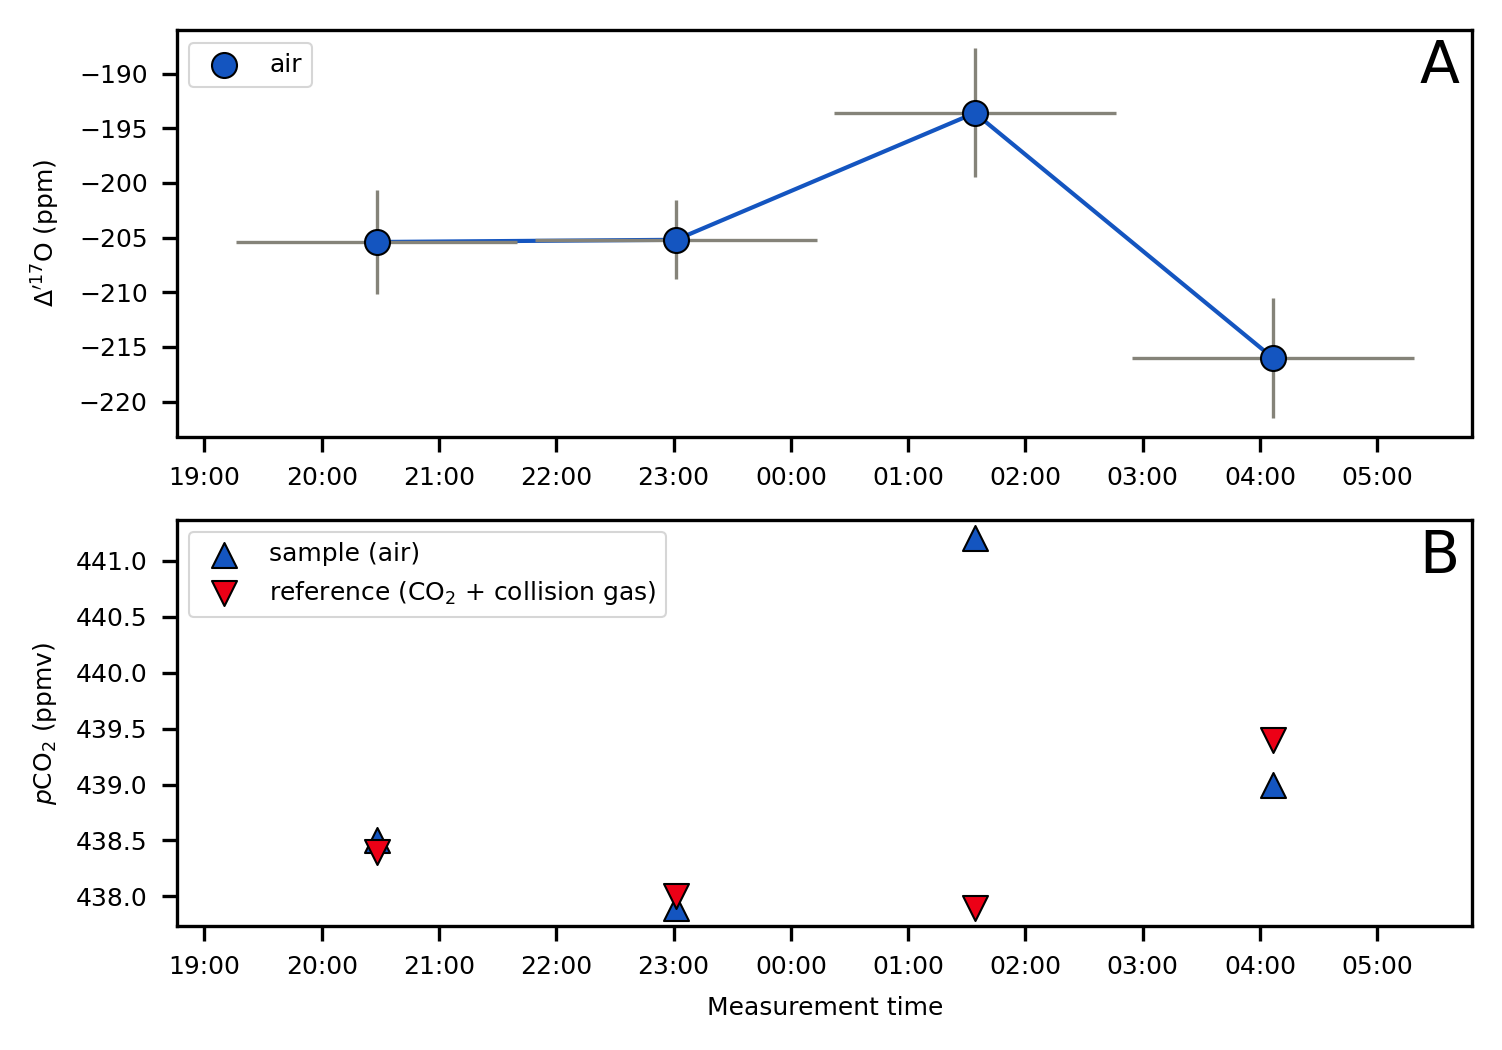 A
air
−190
−195
−200
−205
−210
−215
−220
Δ′¹⁷O (ppm)
19:00 20:00 21:00 22:00 23:00 00:00 01:00 02:00 03:00 04:00 05:00
B
sample (air)
reference (CO₂ + collision gas)
441.0
440.5
440.0
439.5
439.0
438.5
438.0
pCO₂ (ppmv)
19:00 20:00 21:00 22:00 23:00 00:00 01:00 02:00 03:00 04:00 05:00
Measurement time